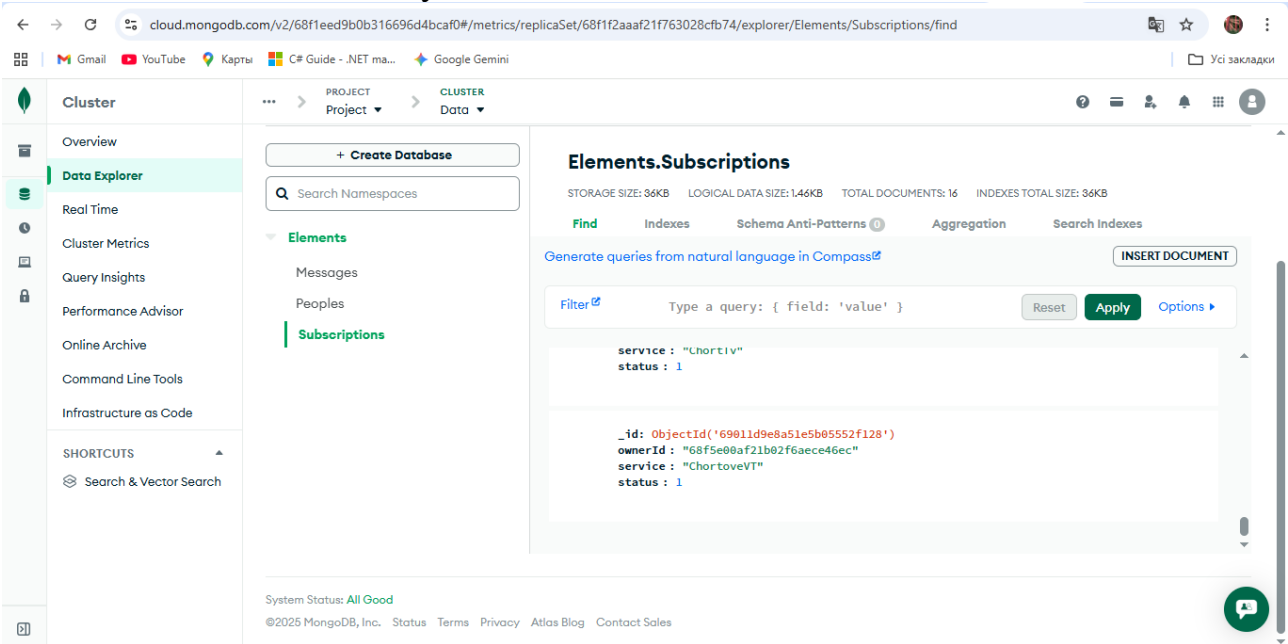 cloud.mongodb.com/v2/68f1eed9b0b316696d4bcaf0#/metrics/replicaSet/68f1f2aaaf21f763028cfb74/explorer/Elements/Subscriptions/find
Gmail YouTube Карты C# Guide - .NET ma... Google Gemini Усі закладки
Cluster
Overview
Data Explorer
Real Time
Cluster Metrics
Query Insights
Performance Advisor
Online Archive
Command Line Tools
Infrastructure as Code
SHORTCUTS
Search & Vector Search
PROJECT
Project
CLUSTER
Data
+ Create Database
Search Namespaces
Elements
Messages
Peoples
Subscriptions
Elements.Subscriptions
STORAGE SIZE: 36KB LOGICAL DATA SIZE: 1.46KB TOTAL DOCUMENTS: 16 INDEXES TOTAL SIZE: 36KB
Find Indexes Schema Anti-Patterns 0 Aggregation Search Indexes
Generate queries from natural language in Compass
INSERT DOCUMENT
Filter Type a query: { field: 'value' } Reset Apply Options
service : "ChortTv"
status : 1
_id: ObjectId('69011d9e8a51e5b05552f128')
ownerId : "68f5e00af21b02f6aece46ec"
service : "ChortoveVT"
status : 1
System Status: All Good
©2025 MongoDB, Inc. Status Terms Privacy Atlas Blog Contact Sales